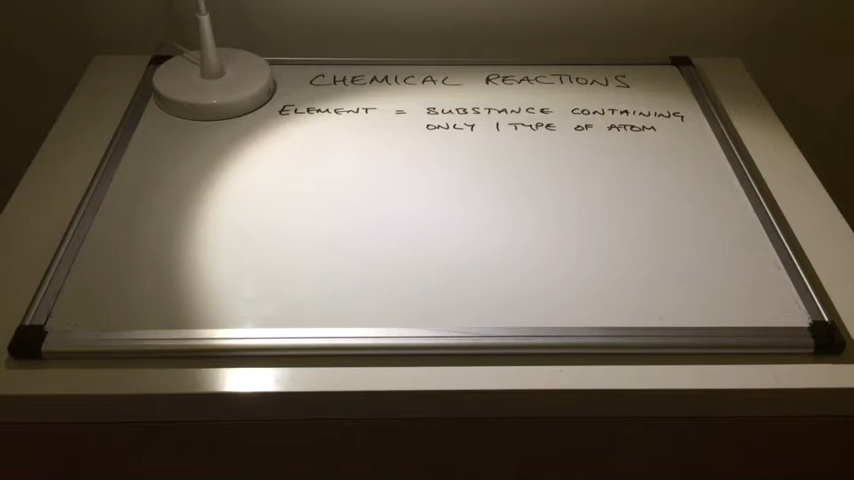 CHEMICAL REACTIONS
ELEMENT = SUBSTANCE CONTAINING
ONLY 1 TYPE OF ATOM